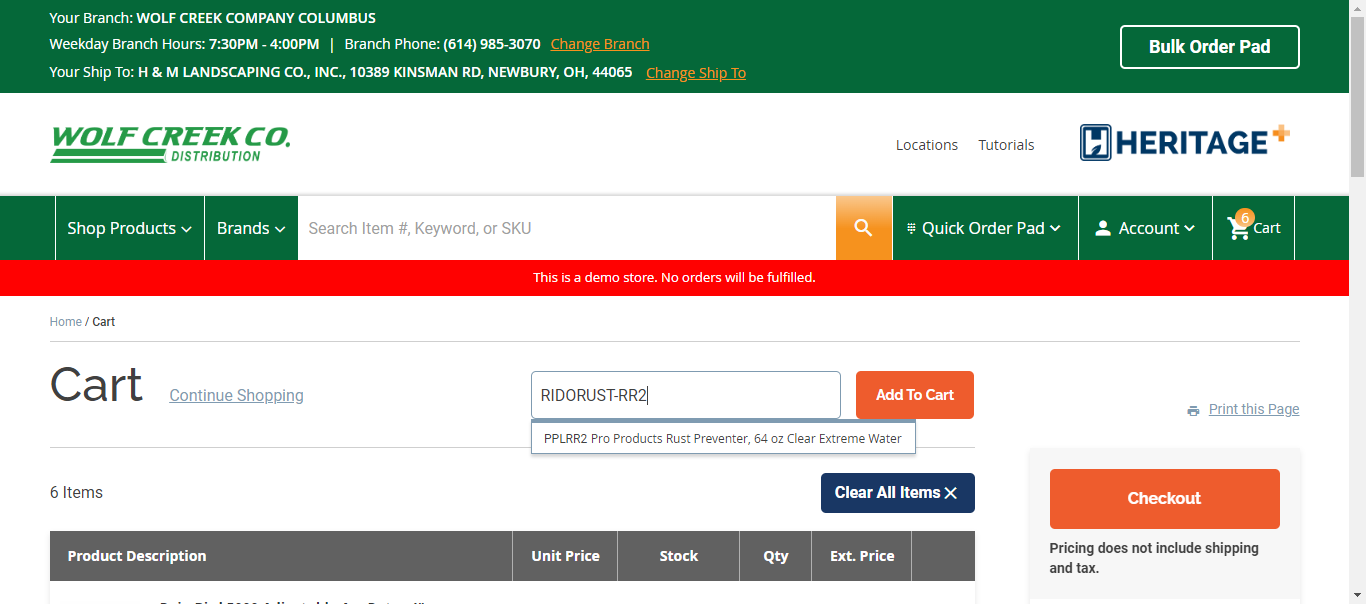 Your Branch: WOLF CREEK COMPANY COLUMBUS
Weekday Branch Hours: 7:30PM - 4:00PM | Branch Phone: (614) 985-3070 Change Branch
Your Ship To: H & M LANDSCAPING CO., INC., 10389 KINSMAN RD, NEWBURY, OH, 44065 Change Ship To
Bulk Order Pad
WOLF CREEK CO.
DISTRIBUTION
Locations Tutorials
HERITAGE+
Shop Products Brands Search Item #, Keyword, or SKU Quick Order Pad Account 6 Cart
This is a demo store. No orders will be fulfilled.
Home / Cart
Cart Continue Shopping
RIDORUST-RR2 Add To Cart
Print this Page
PPLRR2 Pro Products Rust Preventer, 64 oz Clear Extreme Water
6 Items
Clear All Items
Checkout
Pricing does not include shipping
and tax.
Product Description Unit Price Stock Qty Ext. Price